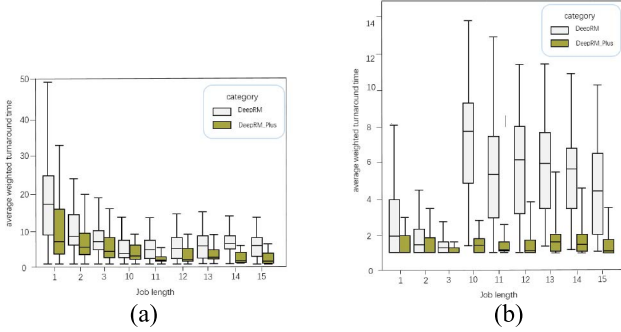 category
DeepRM
DeepRM_Plus
average weighted turnaround time
50
40
30
20
10
0
1 2 3 10 11 12 13 14 15
Job length
(a)
category
DeepRM
DeepRM_Plus
average weighted turnaround time
14
12
10
8
6
4
2
0
1 2 3 10 11 12 13 14 15
Job length
(b)